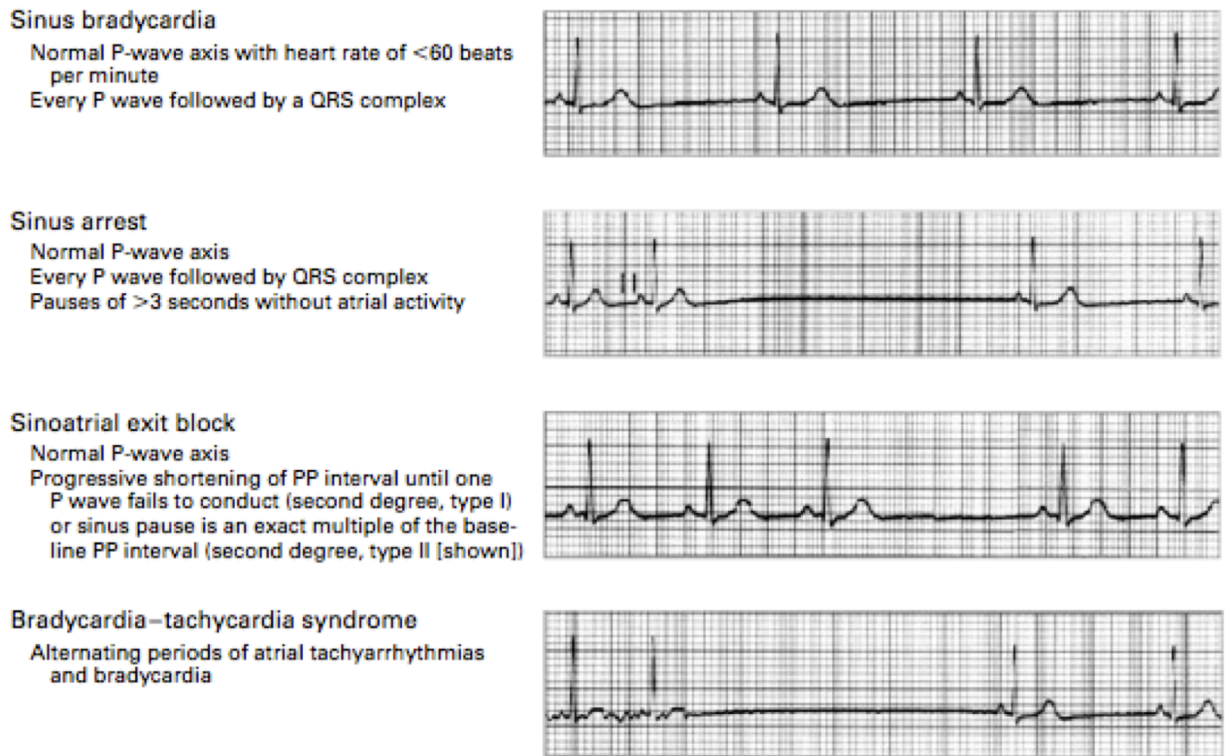 Sinus bradycardia
Normal P-wave axis with heart rate of <60 beats
per minute
Every P wave followed by a QRS complex
Sinus arrest
Normal P-wave axis
Every P wave followed by QRS complex
Pauses of >3 seconds without atrial activity
Sinoatrial exit block
Normal P-wave axis
Progressive shortening of PP interval until one
P wave fails to conduct (second degree, type I)
or sinus pause is an exact multiple of the base-
line PP interval (second degree, type II [shown])
Bradycardia–tachycardia syndrome
Alternating periods of atrial tachyarrhythmias
and bradycardia